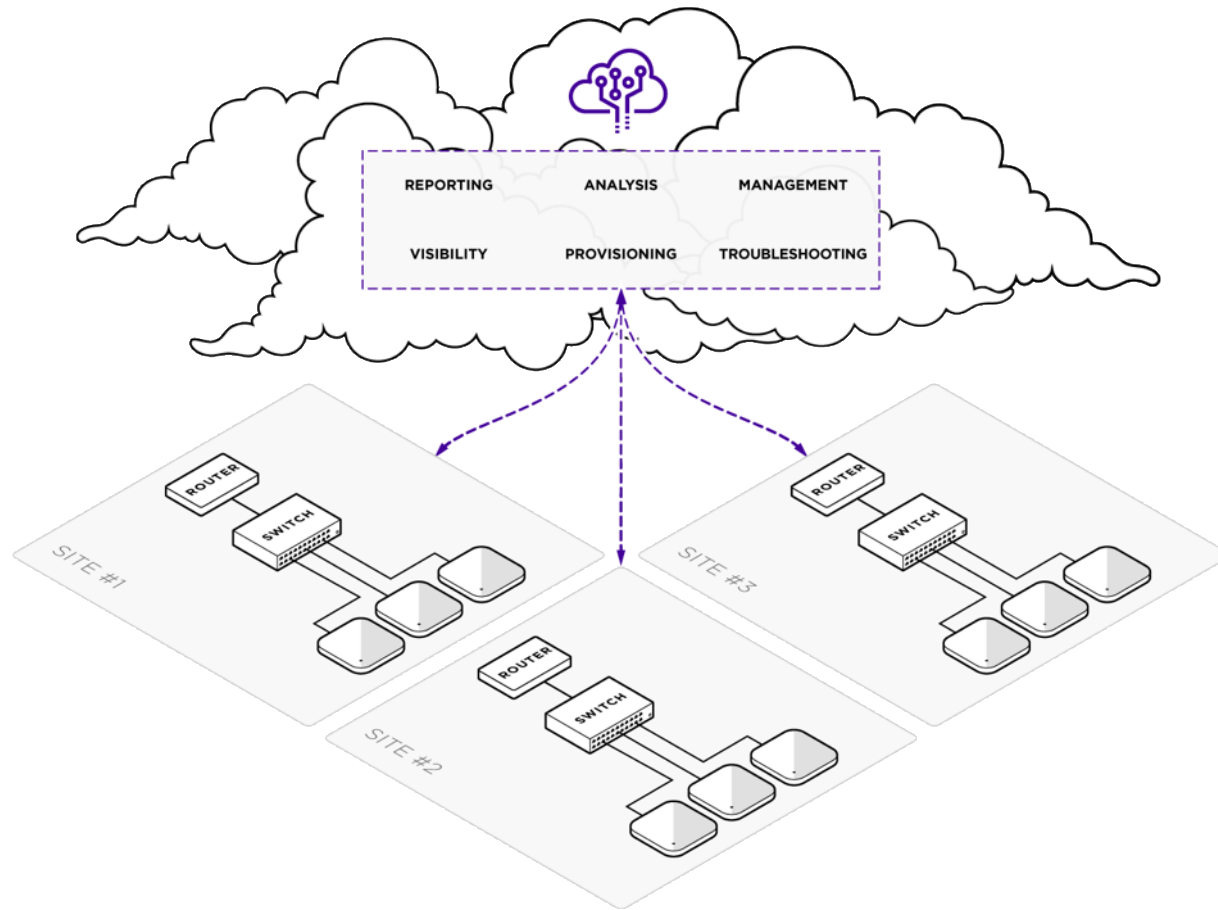 REPORTING ANALYSIS MANAGEMENT
VISIBILITY PROVISIONING TROUBLESHOOTING
ROUTER
SWITCH
SITE #1
ROUTER
SWITCH
SITE #2
ROUTER
SWITCH
SITE #3